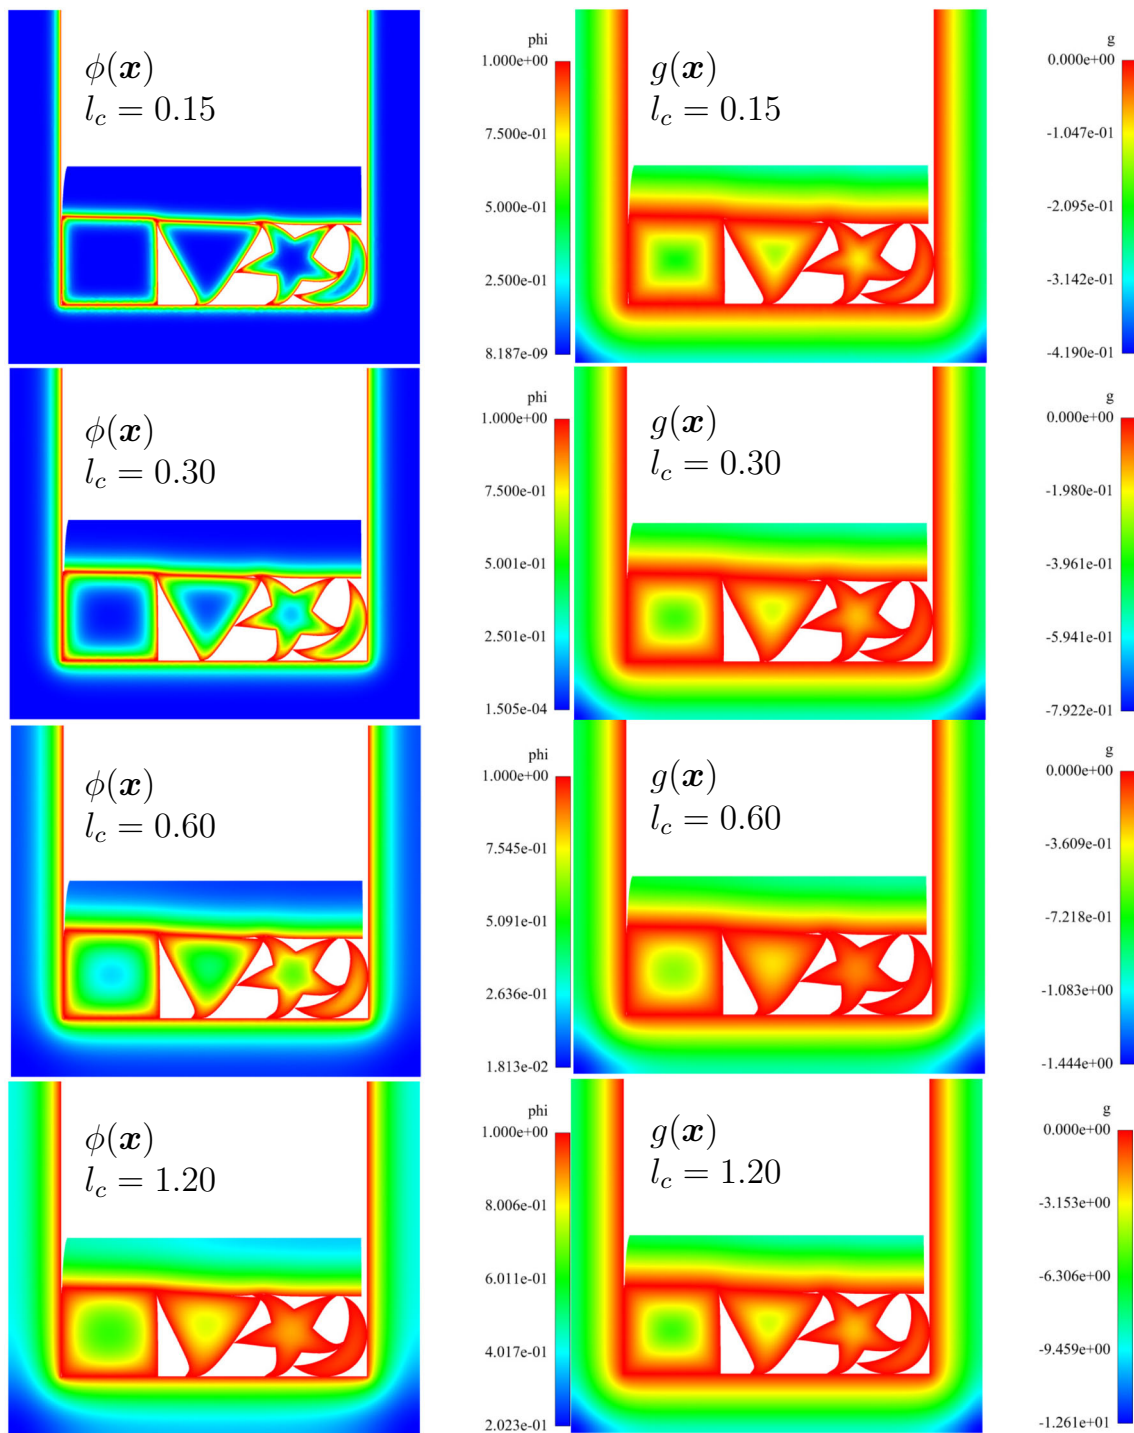 ϕ(𝒙)
l_c = 0.15
phi
1.000e+00
7.500e-01
5.000e-01
2.500e-01
8.187e-09
g(𝒙)
l_c = 0.15
g
0.000e+00
-1.047e-01
-2.095e-01
-3.142e-01
-4.190e-01
ϕ(𝒙)
l_c = 0.30
phi
1.000e+00
7.500e-01
5.001e-01
2.501e-01
1.505e-04
g(𝒙)
l_c = 0.30
g
0.000e+00
-1.980e-01
-3.961e-01
-5.941e-01
-7.922e-01
ϕ(𝒙)
l_c = 0.60
phi
1.000e+00
7.545e-01
5.091e-01
2.636e-01
1.813e-02
g(𝒙)
l_c = 0.60
g
0.000e+00
-3.609e-01
-7.218e-01
-1.083e+00
-1.444e+00
ϕ(𝒙)
l_c = 1.20
phi
1.000e+00
8.006e-01
6.011e-01
4.017e-01
2.023e-01
g(𝒙)
l_c = 1.20
g
0.000e+00
-3.153e+00
-6.306e+00
-9.459e+00
-1.261e+01